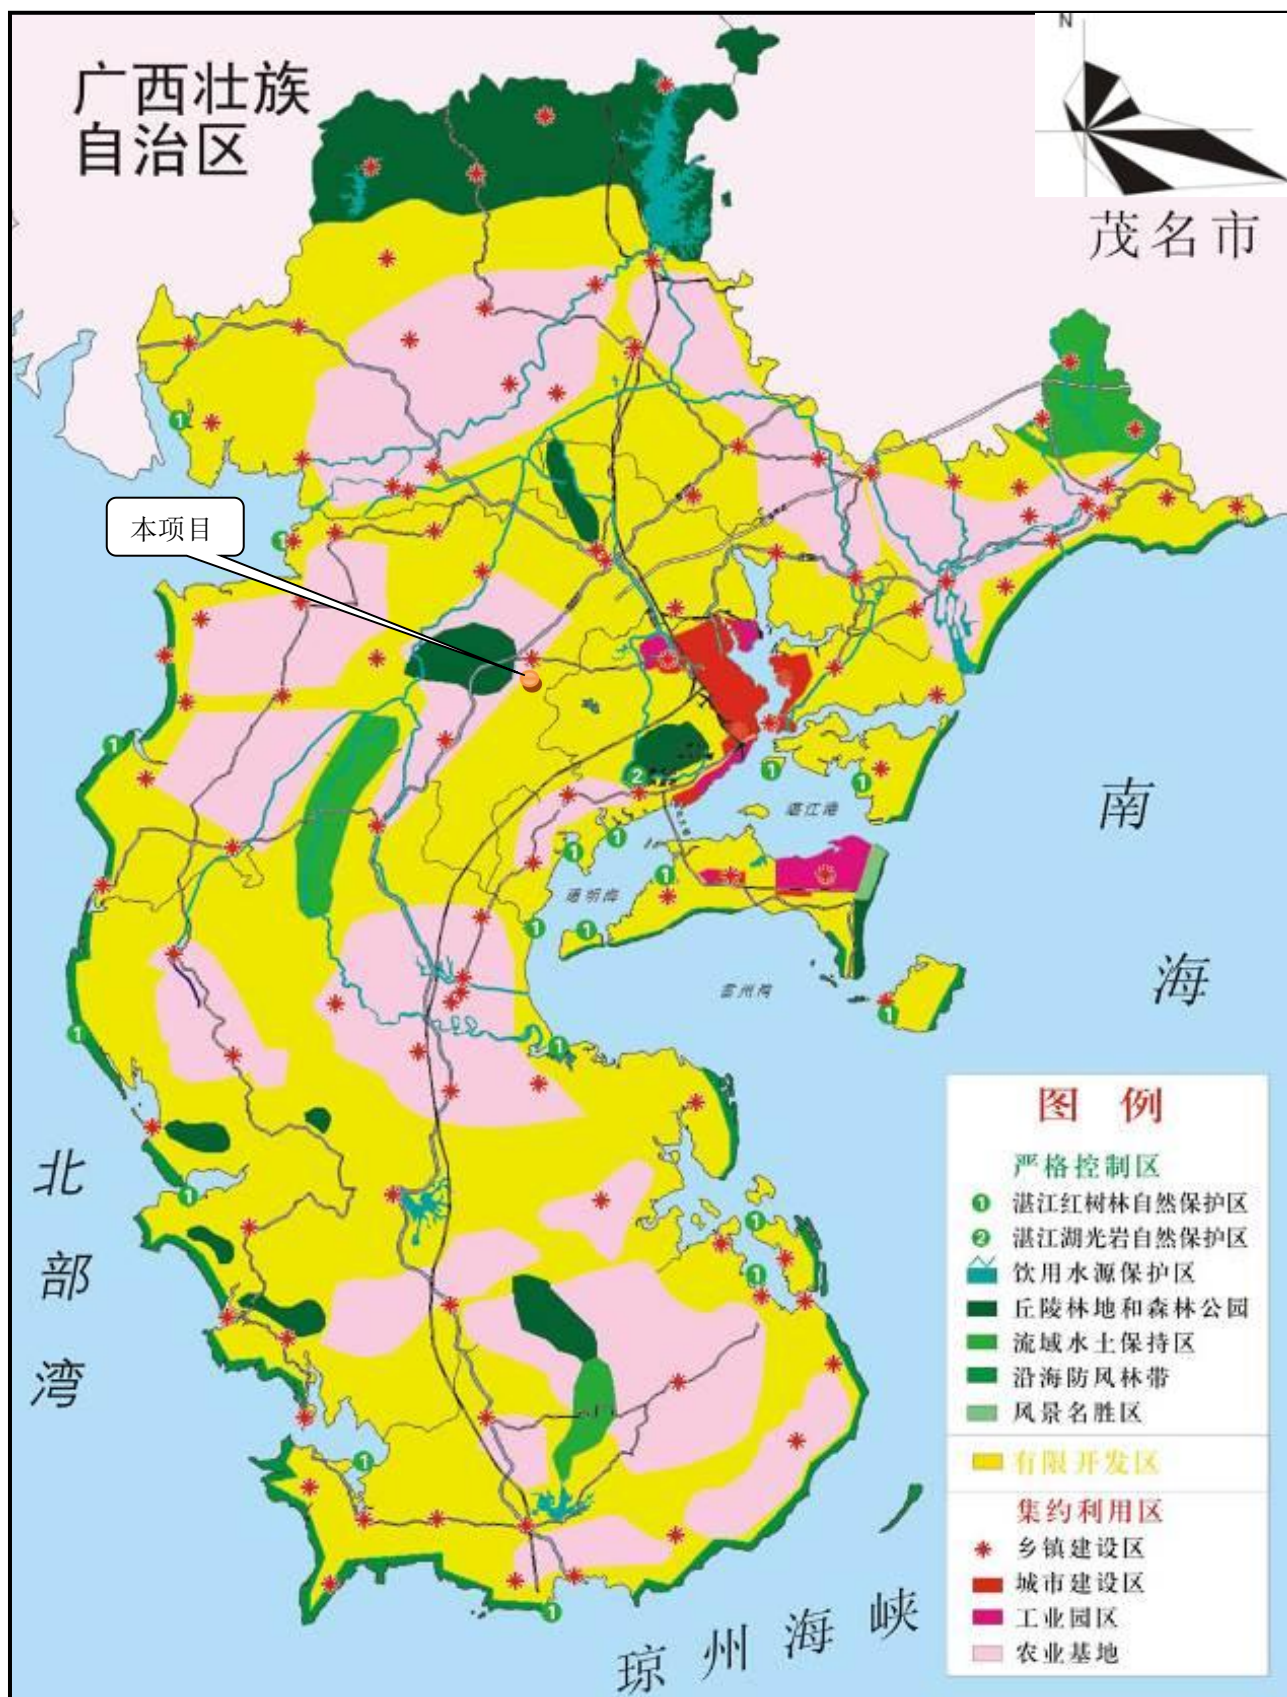 N
广西壮族
自治区
茂名市
本项目
湛江港
通明海
雷州湾
南
海
北
部
湾
琼州海峡
图 例
严格控制区
1 湛江红树林自然保护区
2 湛江湖光岩自然保护区
饮用水源保护区
丘陵林地和森林公园
流域水土保持区
沿海防风林带
风景名胜区
有限开发区
集约利用区
乡镇建设区
城市建设区
工业园区
农业基地